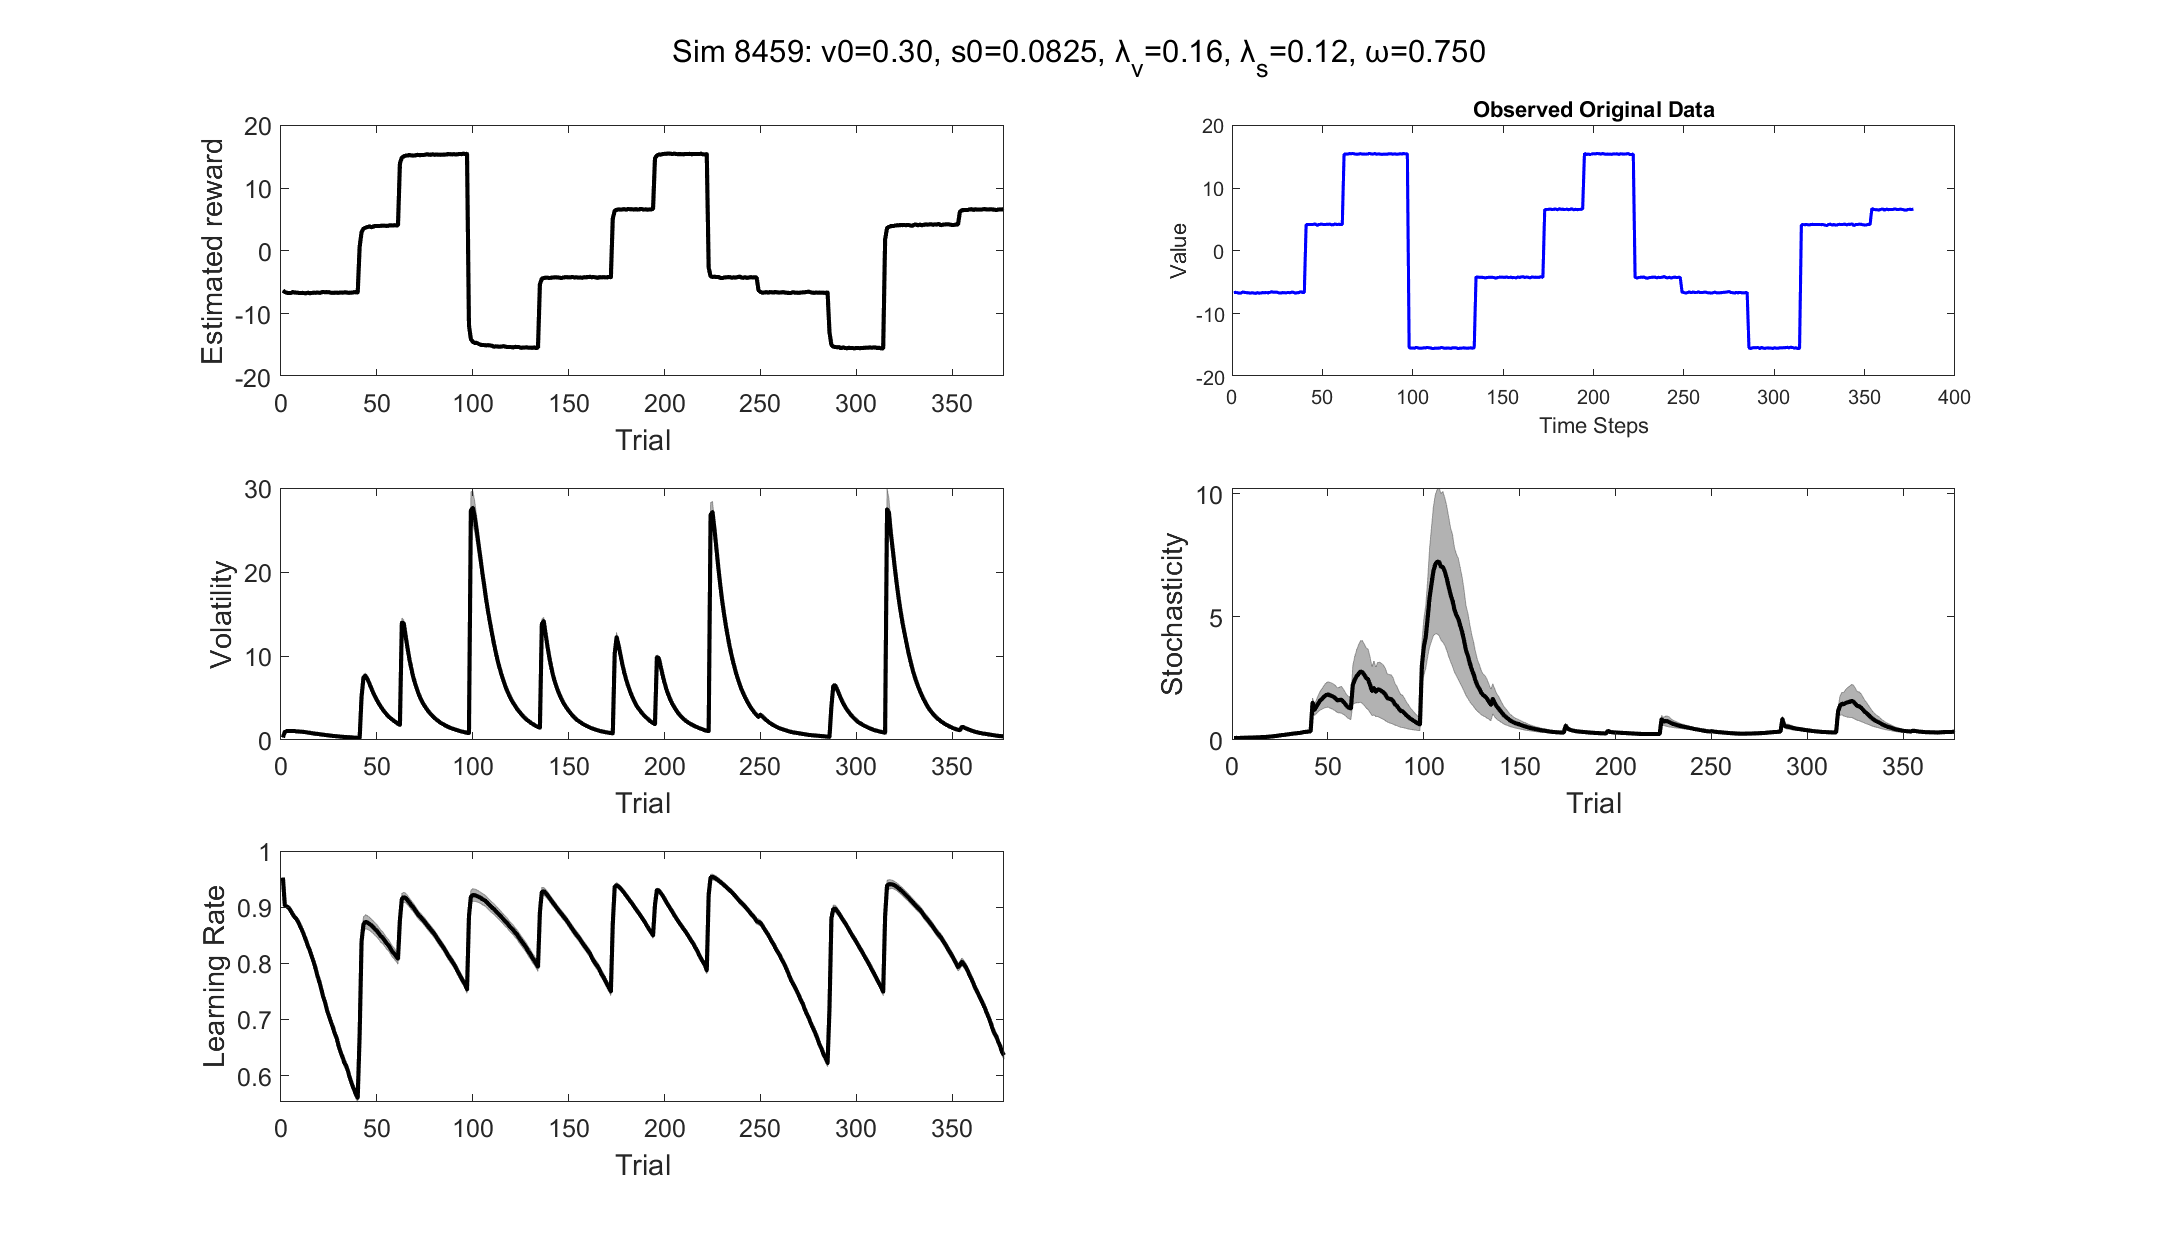 Sim 8459: v0=0.30, s0=0.0825, λ_v=0.16, λ_s=0.12, ω=0.750
20
10
0
-10
-20
0 50 100 150 200 250 300 350
Estimated reward
Trial
Observed Original Data
20
10
0
-10
-20
0 50 100 150 200 250 300 350 400
Value
Time Steps
30
20
10
0
0 50 100 150 200 250 300 350
Volatility
Trial
10
5
0
0 50 100 150 200 250 300 350
Stochasticity
Trial
1
0.9
0.8
0.7
0.6
0 50 100 150 200 250 300 350
Learning Rate
Trial